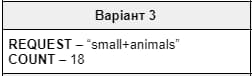 Варіант 3
REQUEST – “small+animals”
COUNT – 18